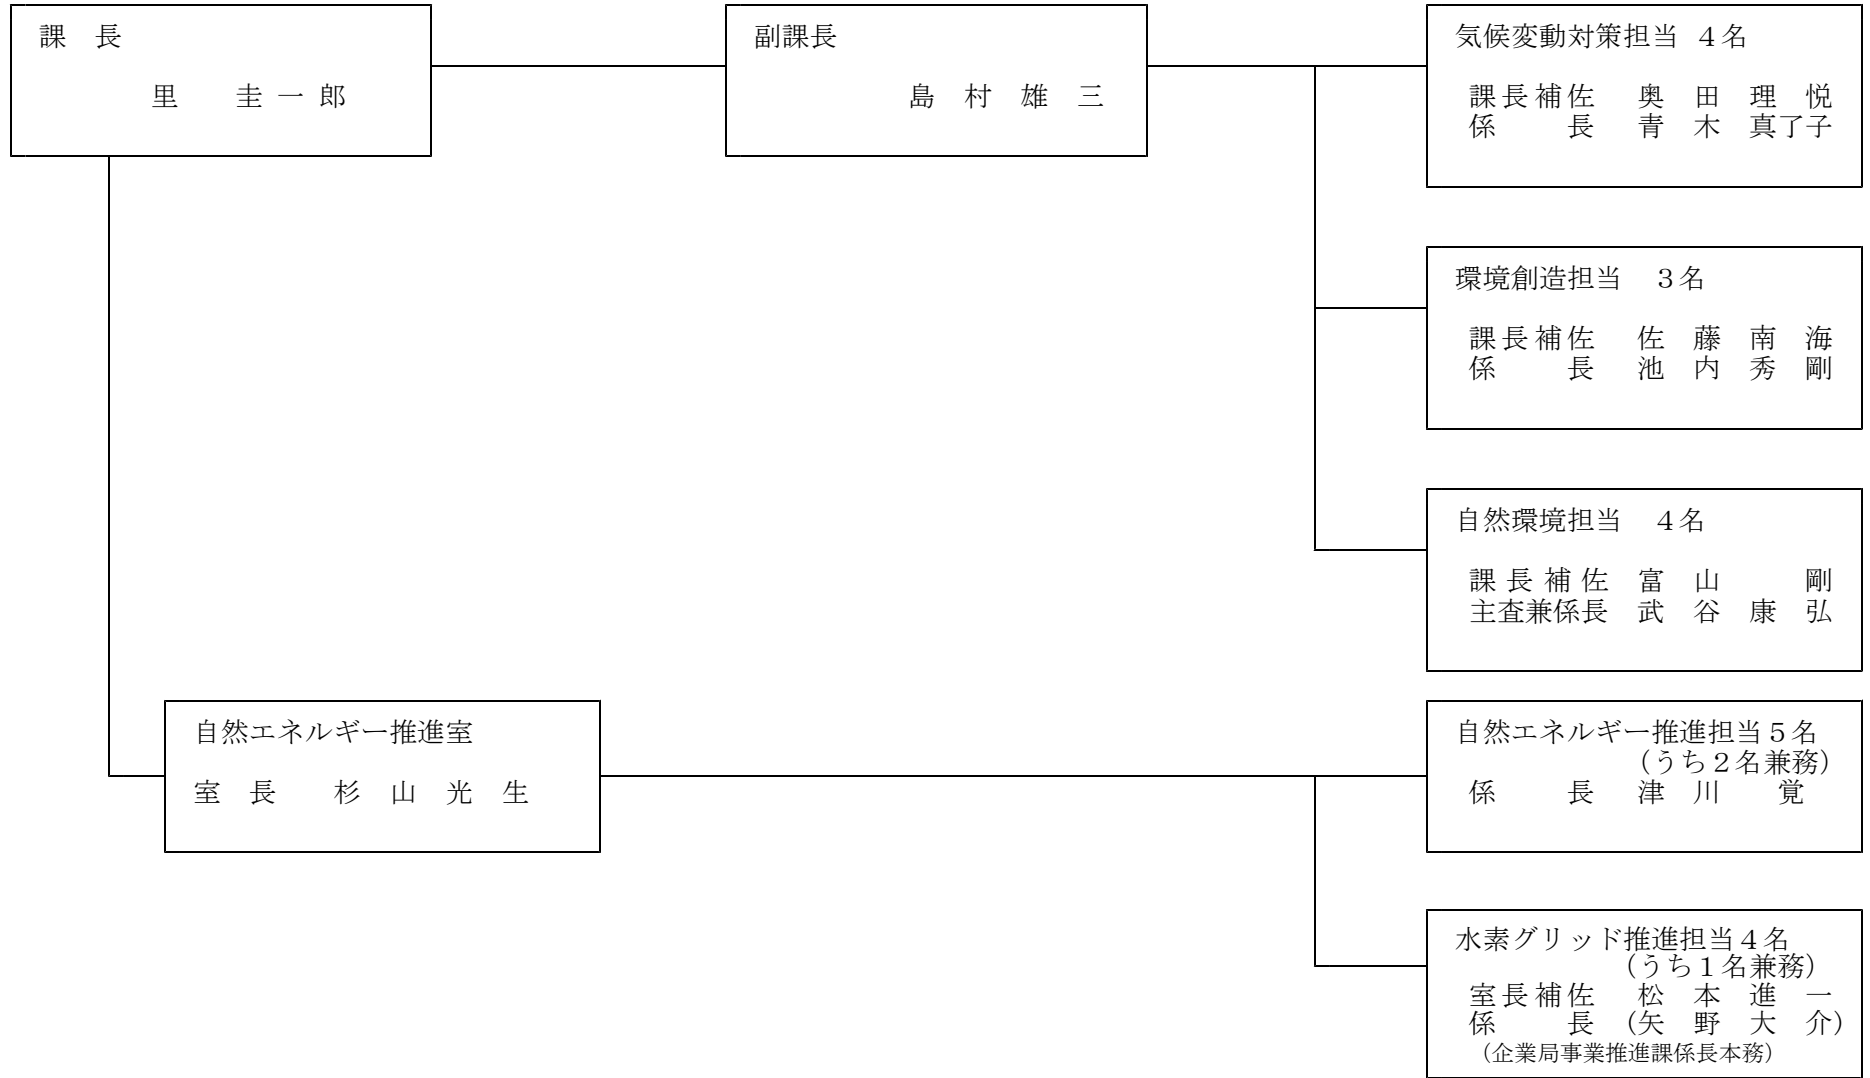 課　長
里　　圭 一 郎
副課長
島　村　雄　三
気候変動対策担当　４名
課長補佐　奥　田　理　悦
係　　長　青　木　真了子
環境創造担当　３名
課長補佐　佐　藤　南　海
係　　長　池　内　秀　剛
自然環境担当　４名
課 長 補 佐　富　山　　　剛
主査兼係長　武　谷　康　弘
自然エネルギー推進室
室　長　　杉　山　光　生
自然エネルギー推進担当５名
（うち２名兼務）
係　　長　津　川　　覚
水素グリッド推進担当４名
（うち１名兼務）
室長補佐　松　本　進　一
係　　長　（矢　野　大　介）
（企業局事業推進課係長本務）